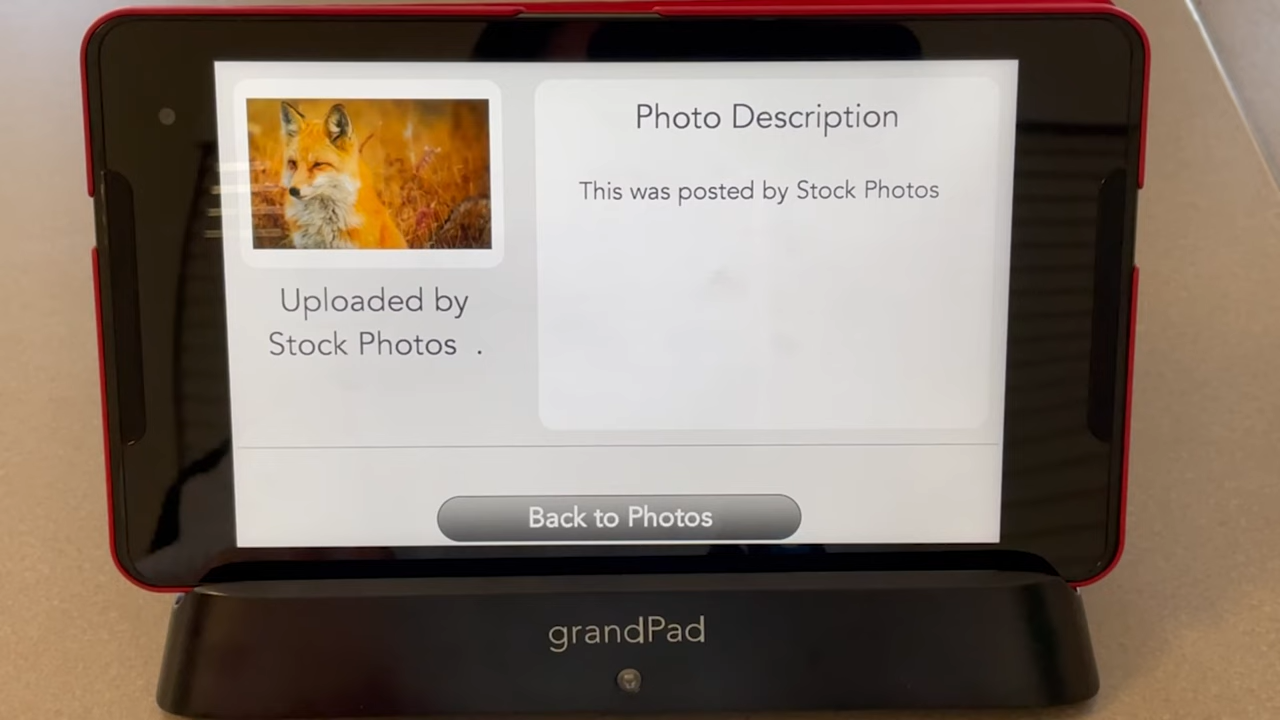 Photo Description
This was posted by Stock Photos
Uploaded by
Stock Photos .
Back to Photos
grandPad